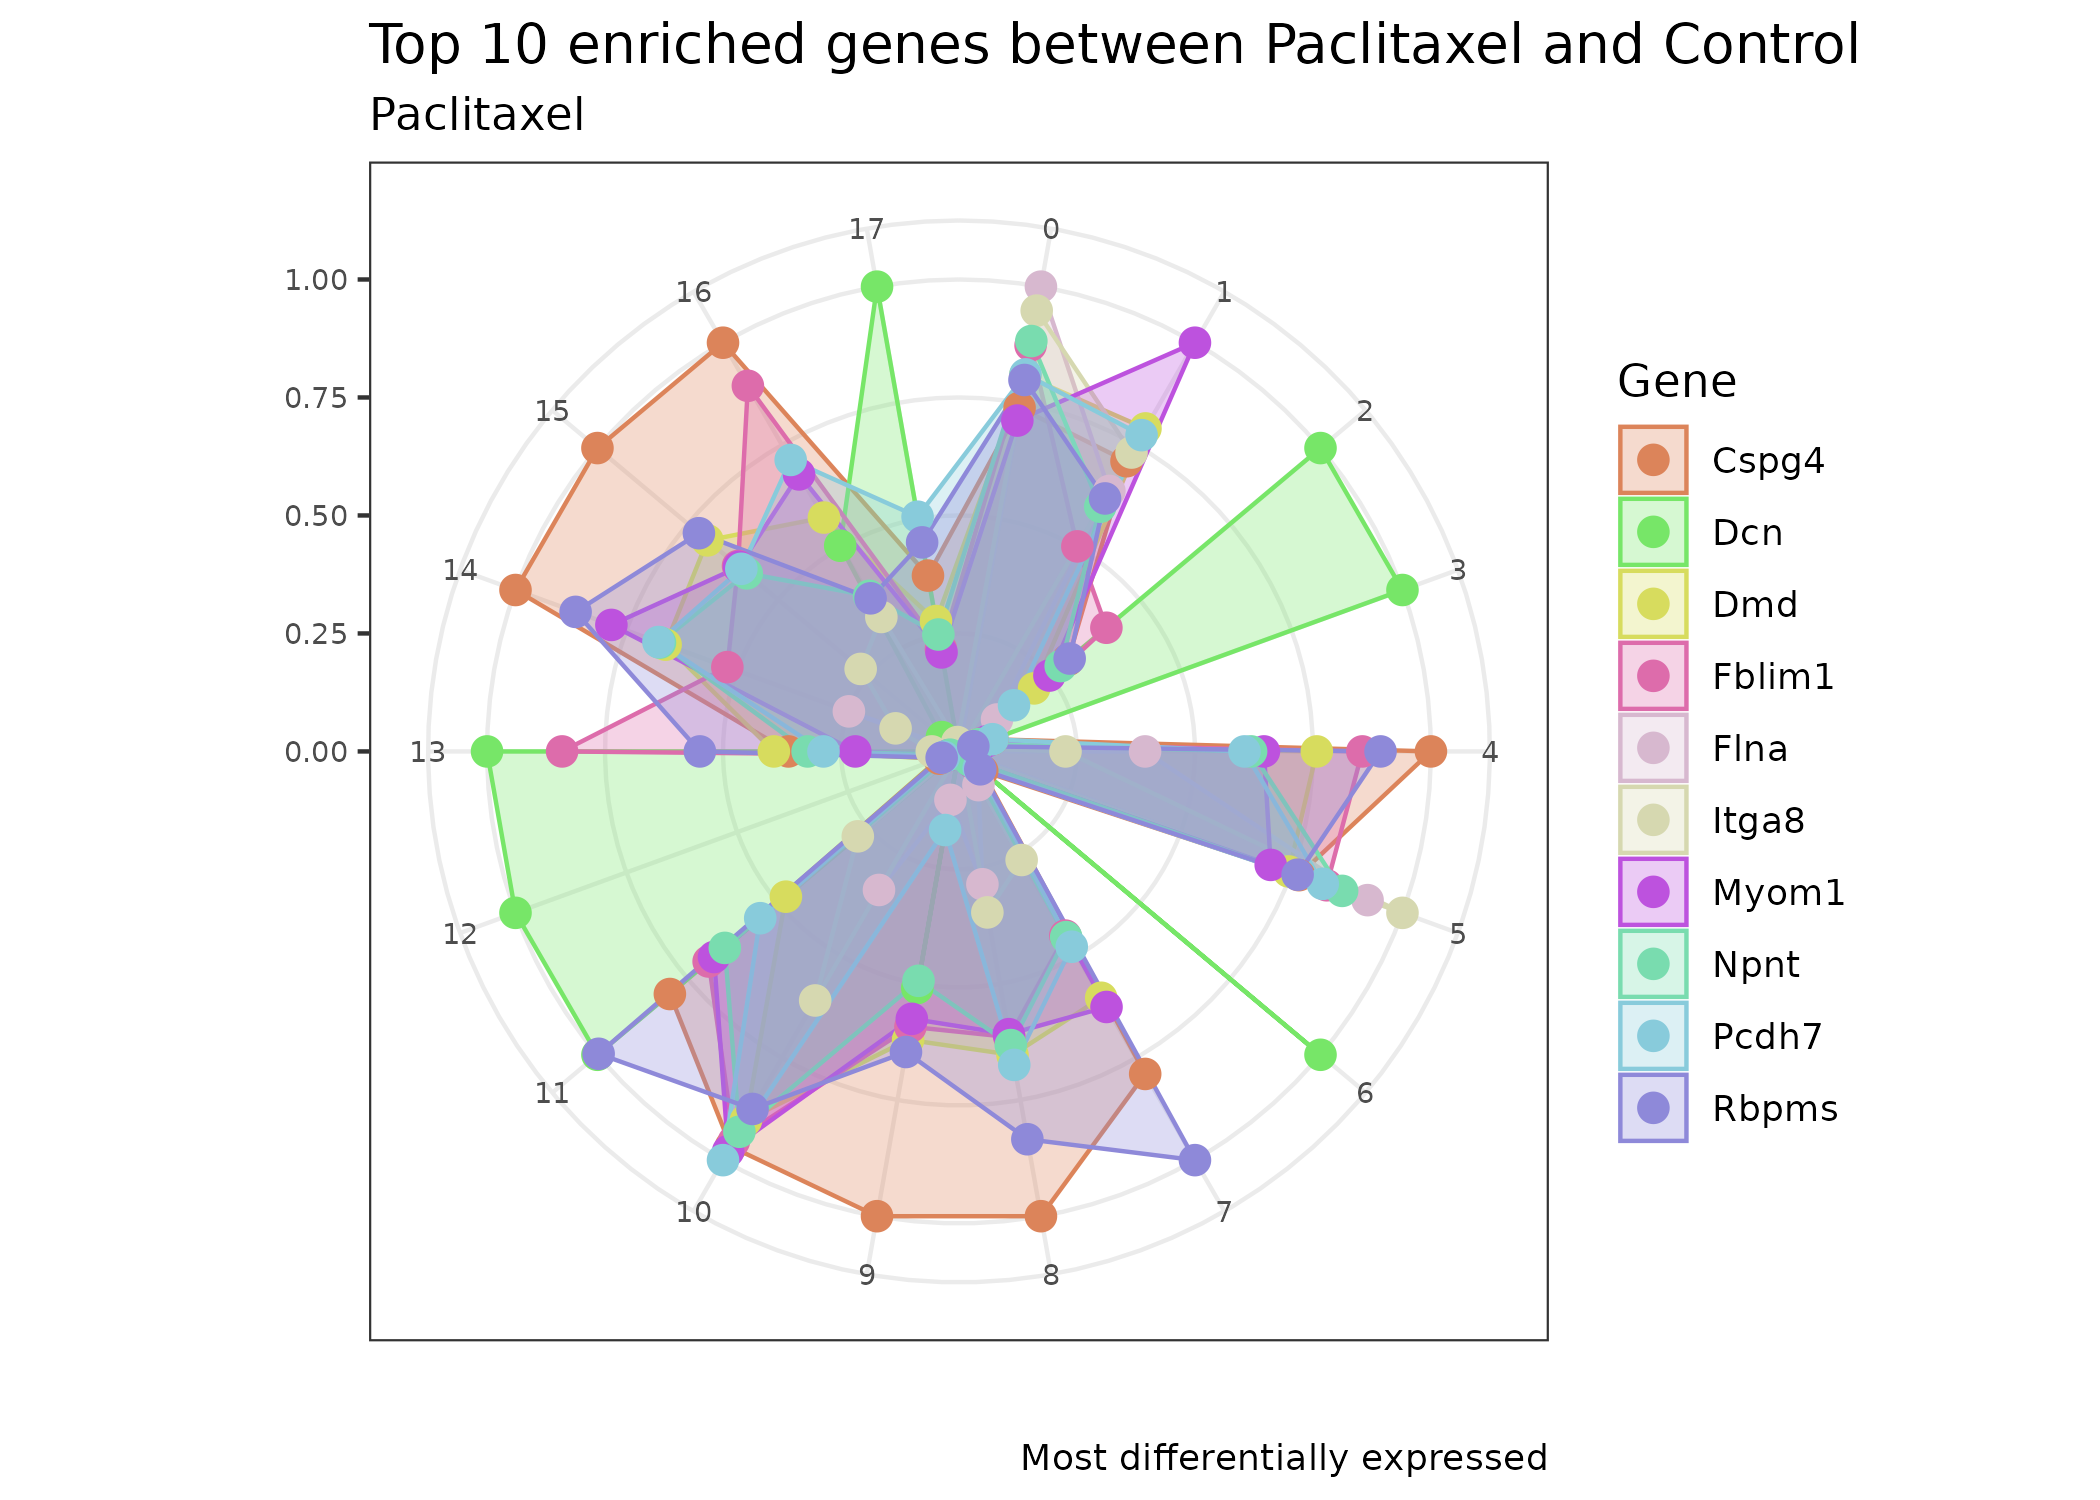 Top 10 enriched genes between Paclitaxel and Control
Paclitaxel
17
0
16
1
1.00
15
2
0.75
0.50
14
3
0.25
0.00
13
4
12
5
11
6
10
7
9
8
Gene
Cspg4
Dcn
Dmd
Fblim1
Flna
Itga8
Myom1
Npnt
Pcdh7
Rbpms
Most differentially expressed